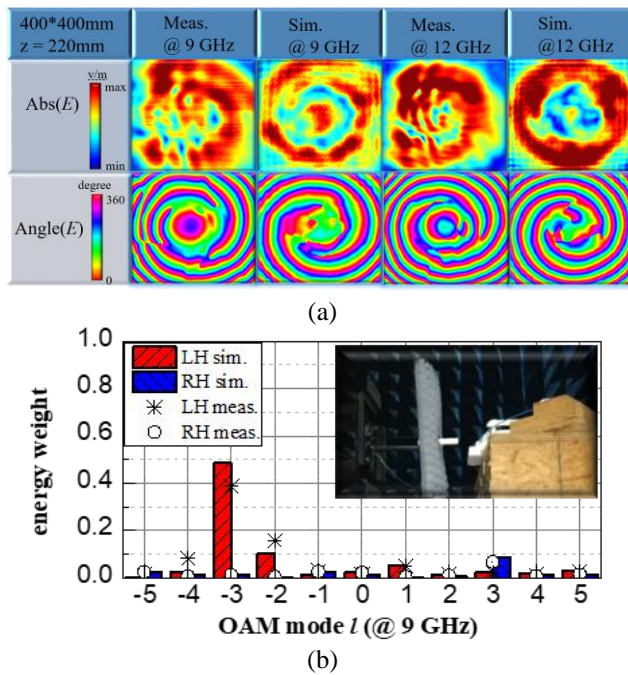 400*400mm
z = 220mm
Meas.
@ 9 GHz
Sim.
@ 9 GHz
Meas.
@ 12 GHz
Sim.
@12 GHz
Abs(E)
v/m
max
min
Angle(E)
degree
360
0
(a)
1.0
0.8
0.6
0.4
0.2
0.0
energy weight
LH sim.
RH sim.
LH meas.
RH meas.
-5 -4 -3 -2 -1 0 1 2 3 4 5
OAM mode l (@ 9 GHz)
(b)